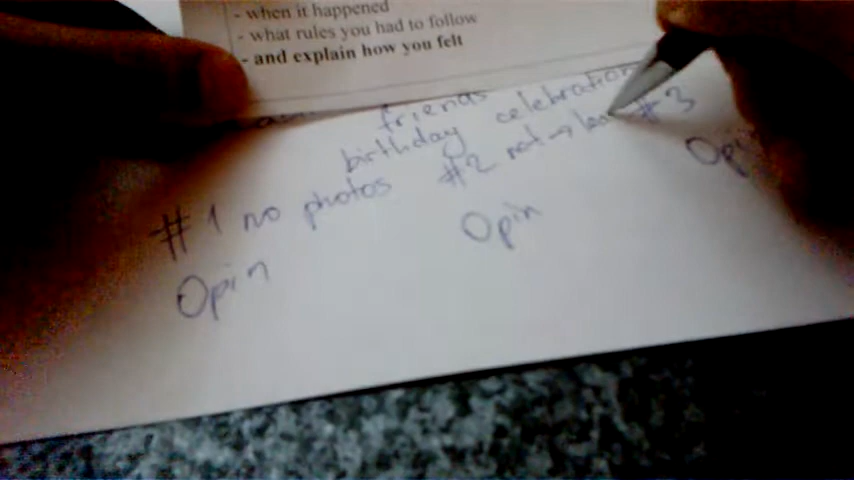 - when it happened
- what rules you had to follow
- and explain how you felt
friends
birthday celebration
#1 no photos #2 not → #3
Opin Opin Opi